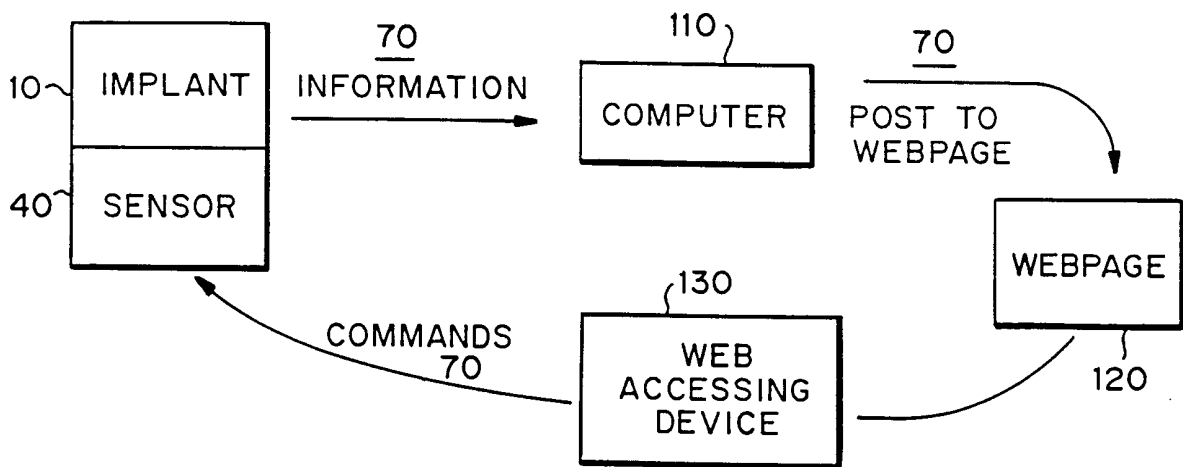 10
IMPLANT
40
SENSOR
70
INFORMATION
110
COMPUTER
70
POST TO
WEBPAGE
WEBPAGE
120
130
WEB
ACCESSING
DEVICE
COMMANDS
70